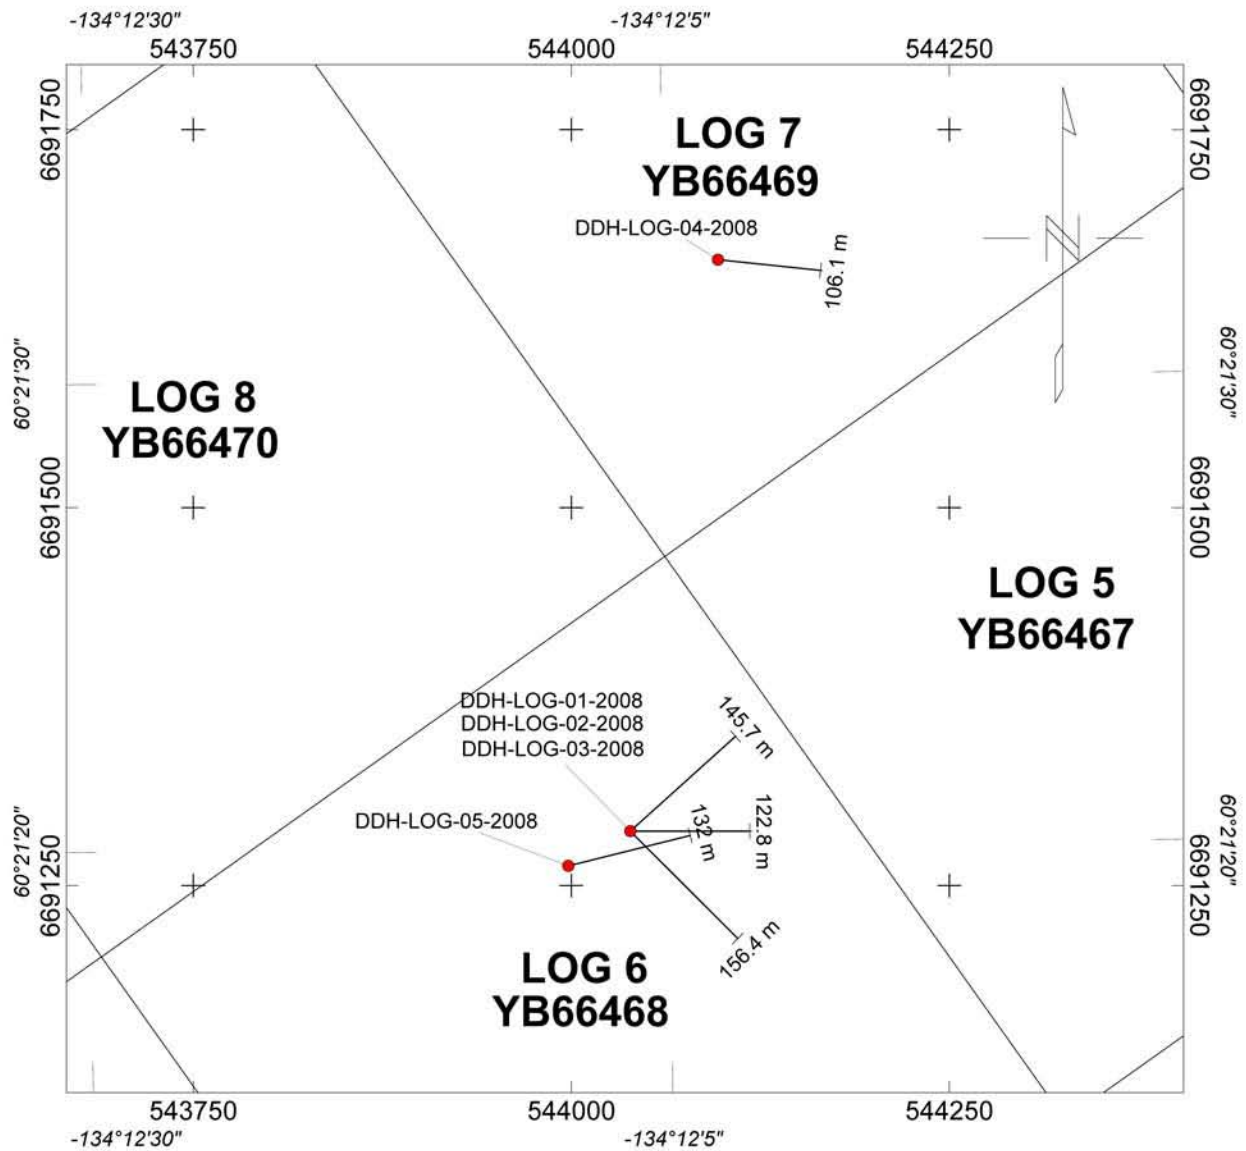 -134°12'30" -134°12'5"
543750 544000 544250
6691750 6691750
LOG 7
YB66469
DDH-LOG-04-2008
106.1 m
N
60°21'30" 60°21'30"
LOG 8
YB66470
6691500 6691500
LOG 5
YB66467
DDH-LOG-01-2008
DDH-LOG-02-2008
DDH-LOG-03-2008
145.7 m
DDH-LOG-05-2008
132 m
122.8 m
60°21'20" 60°21'20"
6691250 6691250
156.4 m
LOG 6
YB66468
543750 544000 544250
-134°12'30" -134°12'5"